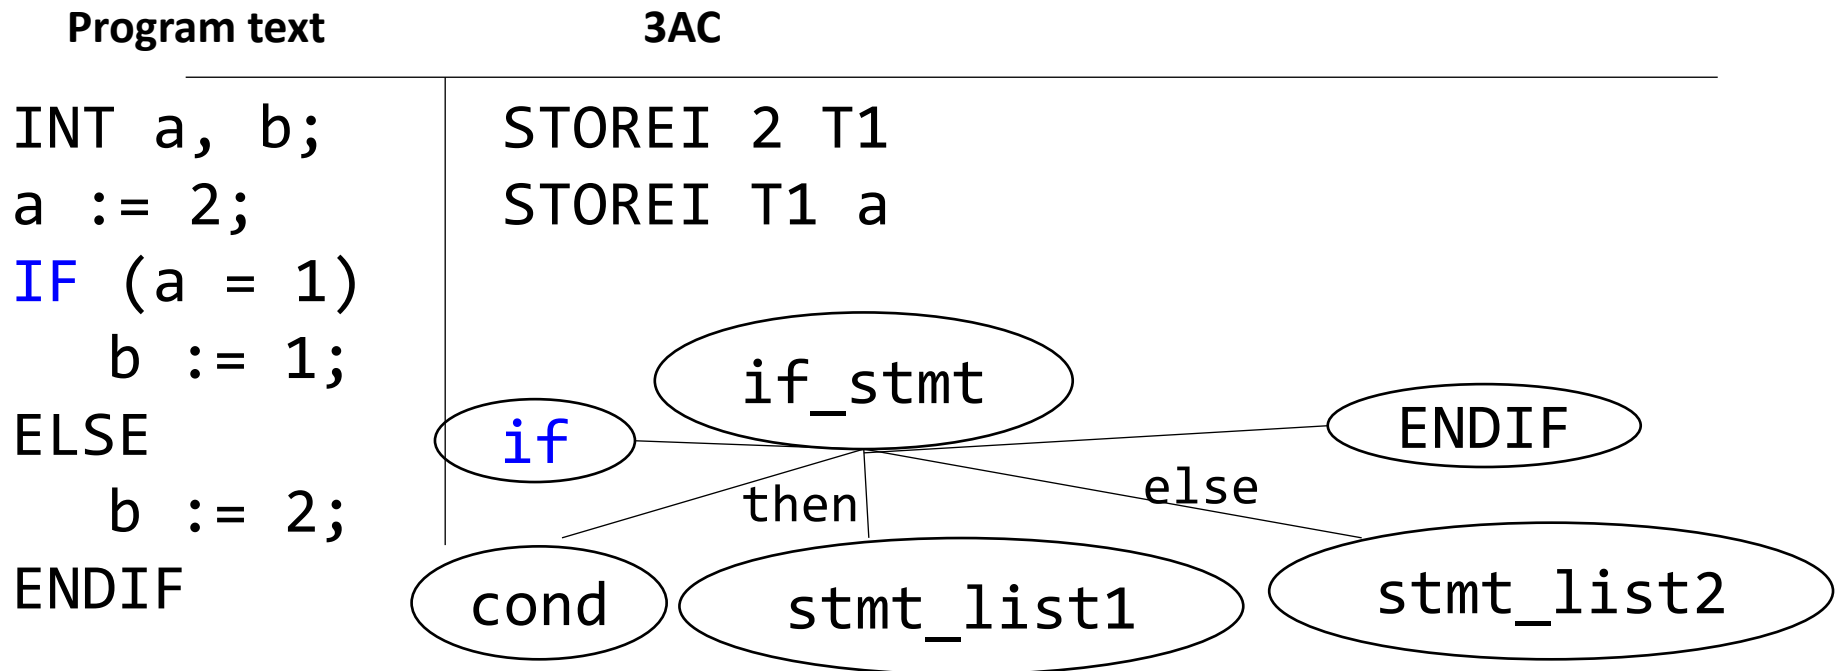 Program text 3AC
INT a, b; STOREI 2 T1
a := 2; STOREI T1 a
IF (a = 1)
b := 1;
if_stmt
ELSE
if
ENDIF
then
else
b := 2;
ENDIF
cond
stmt_list1
stmt_list2